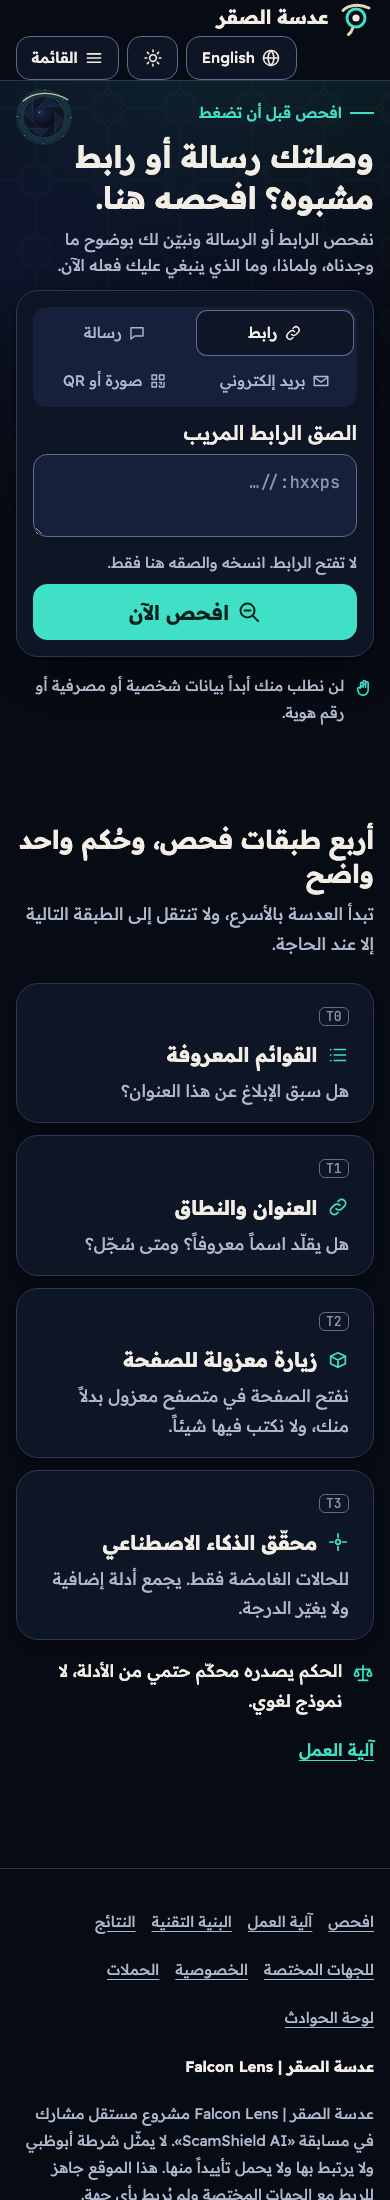 عدسة الصقر
القائمة
English
افحص قبل أن تضغط
وصلتك رسالة أو رابط
مشبوه؟ افحصه هنا.
نفحص الرابط أو الرسالة ونبيّن لك بوضوح ما
وجدناه، ولماذا، وما الذي ينبغي عليك فعله الآن.
رابط
رسالة
بريد إلكتروني
صورة أو QR
الصق الرابط المريب
hxxps://…
لا تفتح الرابط. انسخه والصقه هنا فقط.
افحص الآن
لن نطلب منك أبداً بيانات شخصية أو مصرفية أو
رقم هوية.
أربع طبقات فحص، وحُكم واحد
واضح
تبدأ العدسة بالأسرع، ولا تنتقل إلى الطبقة التالية
إلا عند الحاجة.
T0
القوائم المعروفة
هل سبق الإبلاغ عن هذا العنوان؟
T1
العنوان والنطاق
هل يقلّد اسماً معروفاً؟ ومتى سُجّل؟
T2
زيارة معزولة للصفحة
نفتح الصفحة في متصفح معزول بدلاً
منك، ولا نكتب فيها شيئاً.
T3
محقّق الذكاء الاصطناعي
للحالات الغامضة فقط. يجمع أدلة إضافية
ولا يغيّر الدرجة.
الحكم يصدره محكّم حتمي من الأدلة، لا
نموذج لغوي.
آلية العمل
افحص آلية العمل البنية التقنية النتائج
للجهات المختصة الخصوصية الحملات
لوحة الحوادث
عدسة الصقر | Falcon Lens
عدسة الصقر | Falcon Lens مشروع مستقل مشارك
في مسابقة «ScamShield AI». لا يمثّل شرطة أبوظبي
ولا يرتبط بها ولا يحمل تأييداً منها. هذا الموقع جاهز
للربط مع الجهات المختصة ولم يُربط بأي جهة.